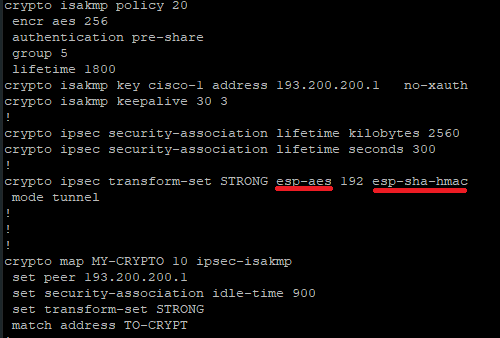 crypto isakmp policy 20
encr aes 256
authentication pre-share
group 5
lifetime 1800
crypto isakmp key cisco-1 address 193.200.200.1 no-xauth
crypto isakmp keepalive 30 3
!
crypto ipsec security-association lifetime kilobytes 2560
crypto ipsec security-association lifetime seconds 300
!
crypto ipsec transform-set STRONG esp-aes 192 esp-sha-hmac
mode tunnel
!
!
!
crypto map MY-CRYPTO 10 ipsec-isakmp
set peer 193.200.200.1
set security-association idle-time 900
set transform-set STRONG
match address TO-CRYPT